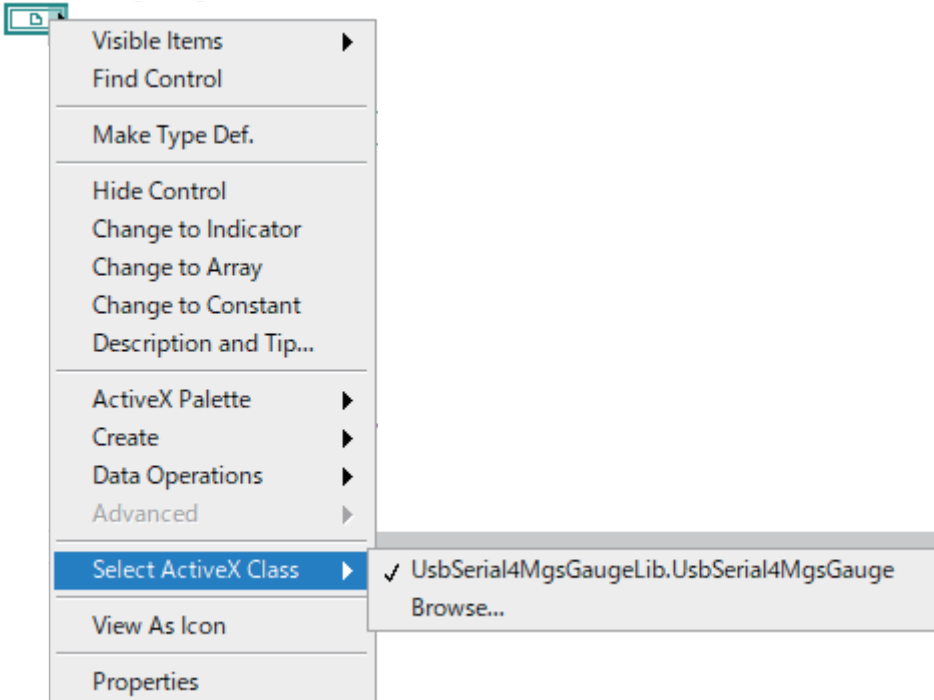 Visible Items
Find Control
Make Type Def.
Hide Control
Change to Indicator
Change to Array
Change to Constant
Description and Tip...
ActiveX Palette
Create
Data Operations
Advanced
Select ActiveX Class
UsbSerial4MgsGaugeLib.UsbSerial4MgsGauge
Browse...
View As Icon
Properties